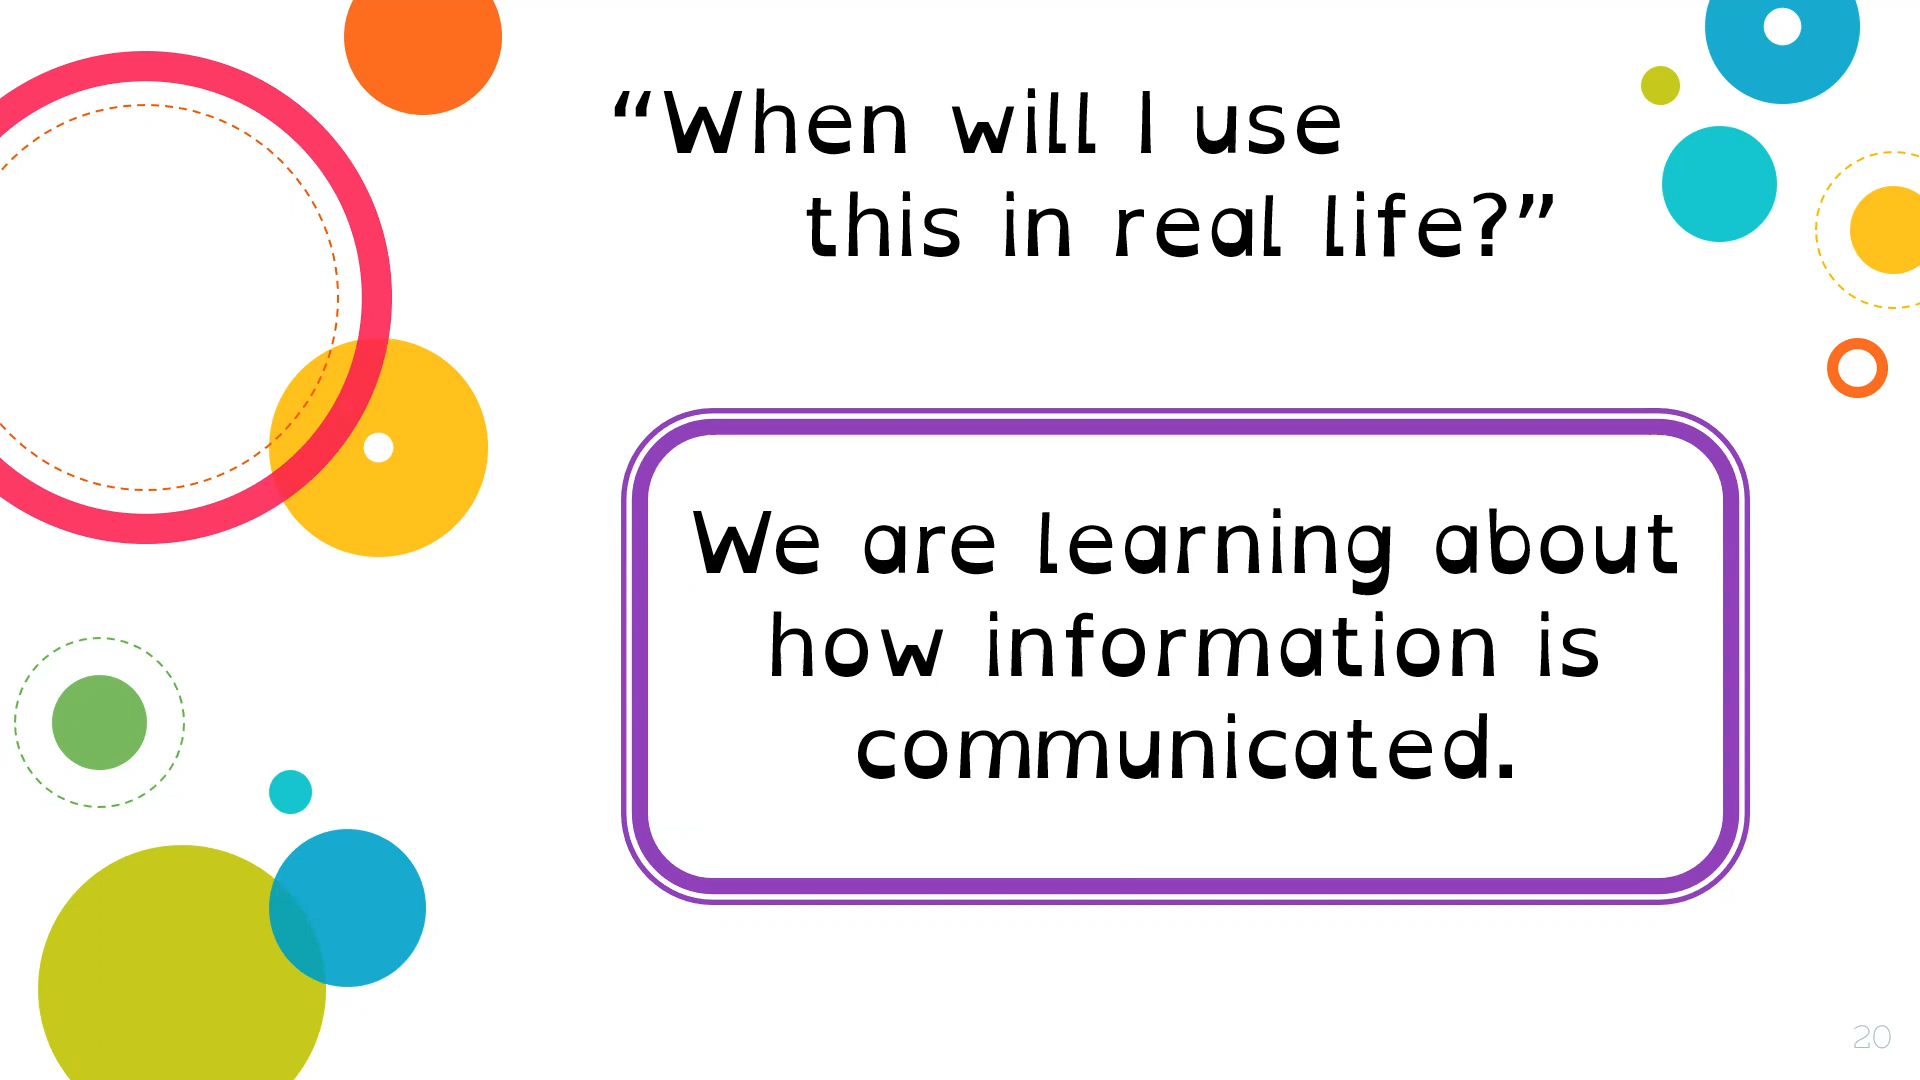 “When will I use
this in real life?”
We are learning about
how information is
communicated.
20